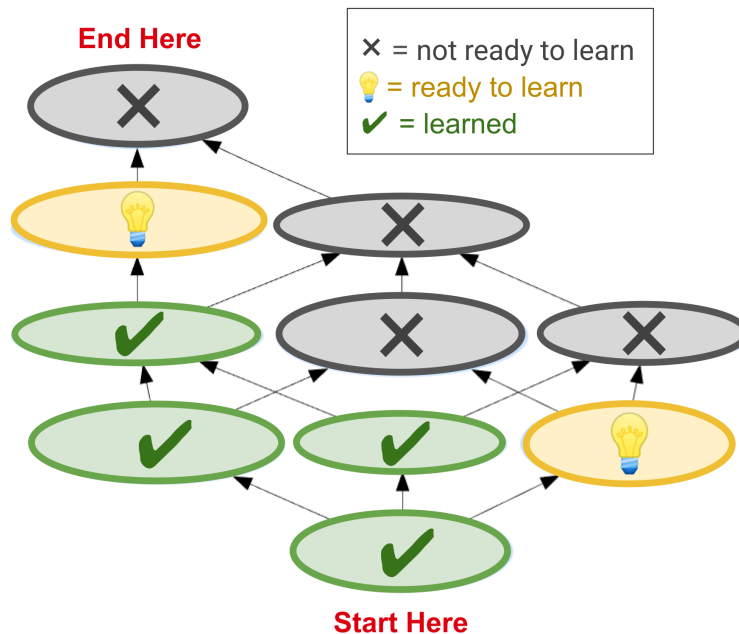 End Here
✕ = not ready to learn
💡 = ready to learn
✔ = learned
Start Here